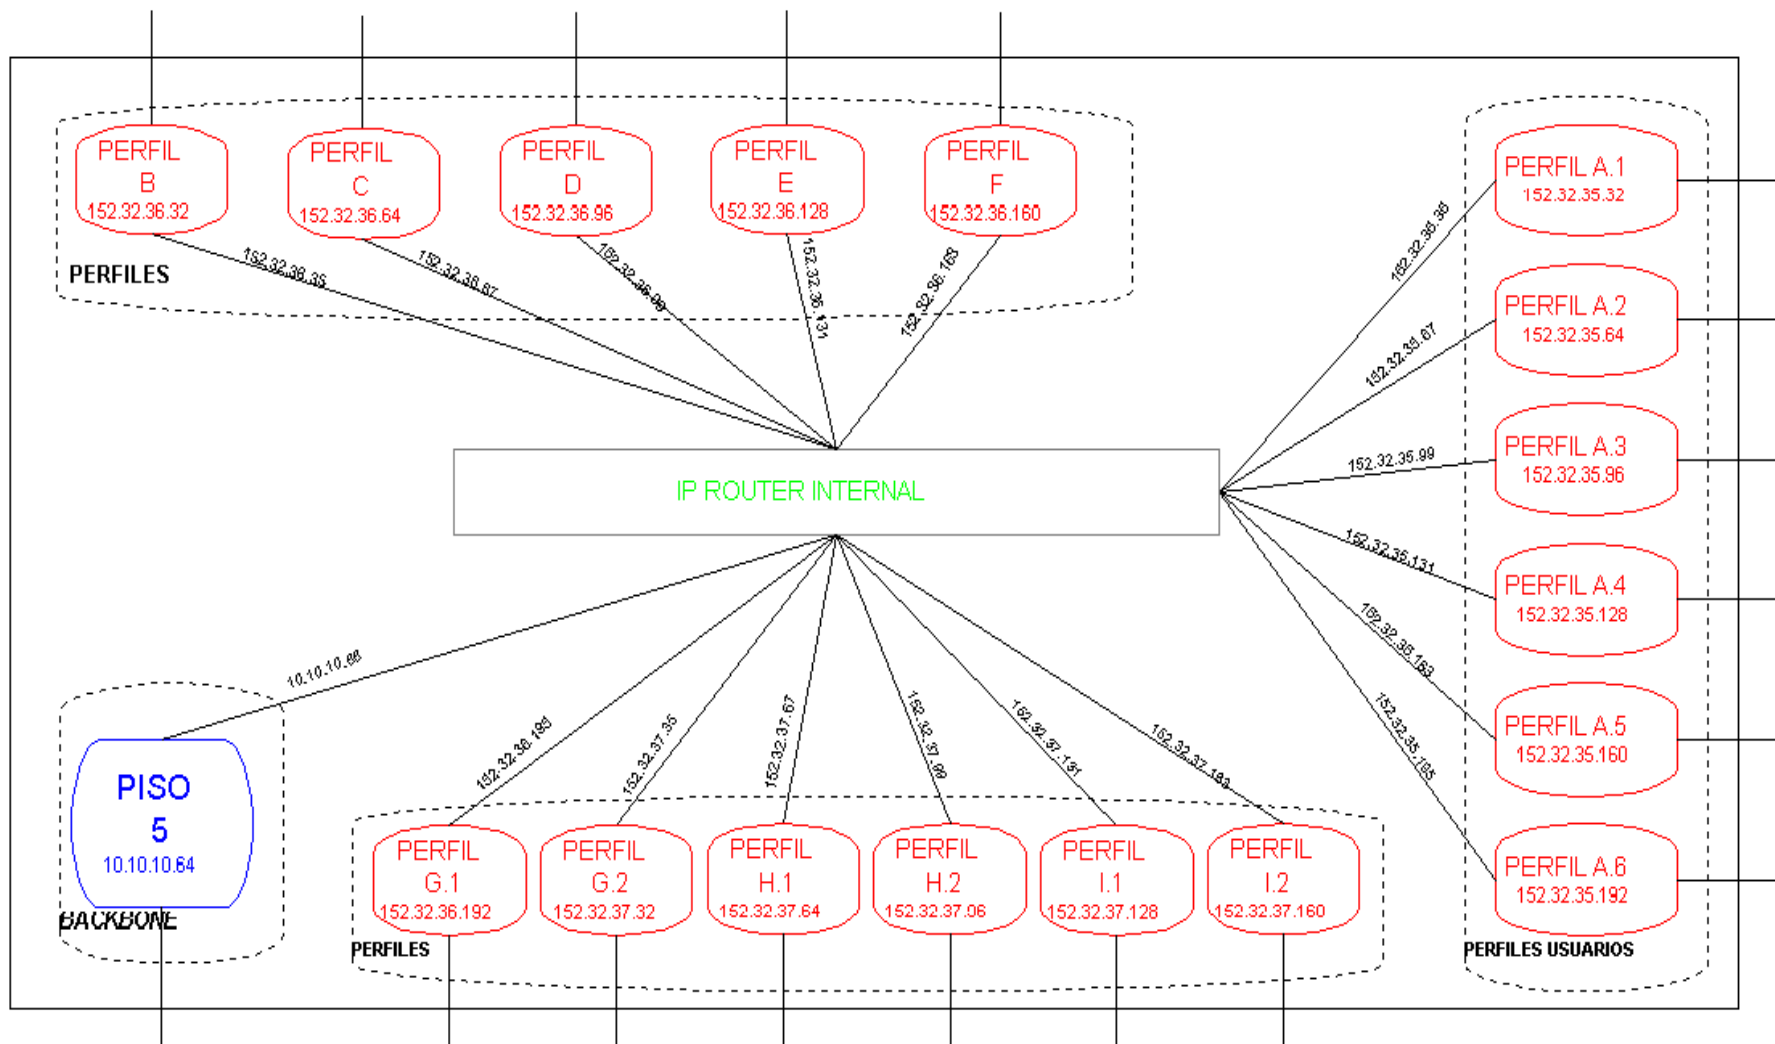 PERFIL
B
152.32.36.32
PERFIL
C
152.32.36.64
PERFIL
D
152.32.36.96
PERFIL
E
152.32.36.128
PERFIL
F
152.32.36.160
152.32.36.35
152.32.36.67
152.32.36.99
152.32.36.131
152.32.36.163
PERFILES
PERFIL A.1
152.32.35.32
PERFIL A.2
152.32.35.64
PERFIL A.3
152.32.35.96
PERFIL A.4
152.32.35.128
PERFIL A.5
152.32.35.160
PERFIL A.6
152.32.35.192
PERFILES USUARIOS
152.32.35.67
152.32.35.99
152.32.35.131
152.32.35.195
IP ROUTER INTERNAL
10.10.10.66
152.32.36.195
152.32.37.35
152.32.37.67
152.32.37.99
152.32.37.131
152.32.37.163
PISO
5
10.10.10.64
BACKBONE
PERFIL
G.1
152.32.36.192
PERFIL
G.2
152.32.37.32
PERFIL
H.1
152.32.37.64
PERFIL
H.2
152.32.37.96
PERFIL
I.1
152.32.37.128
PERFIL
I.2
152.32.37.160
PERFILES